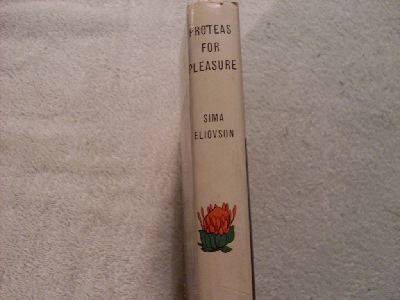 PROTEAS
FOR
PLEASURE
SIMA
ELIOVSON